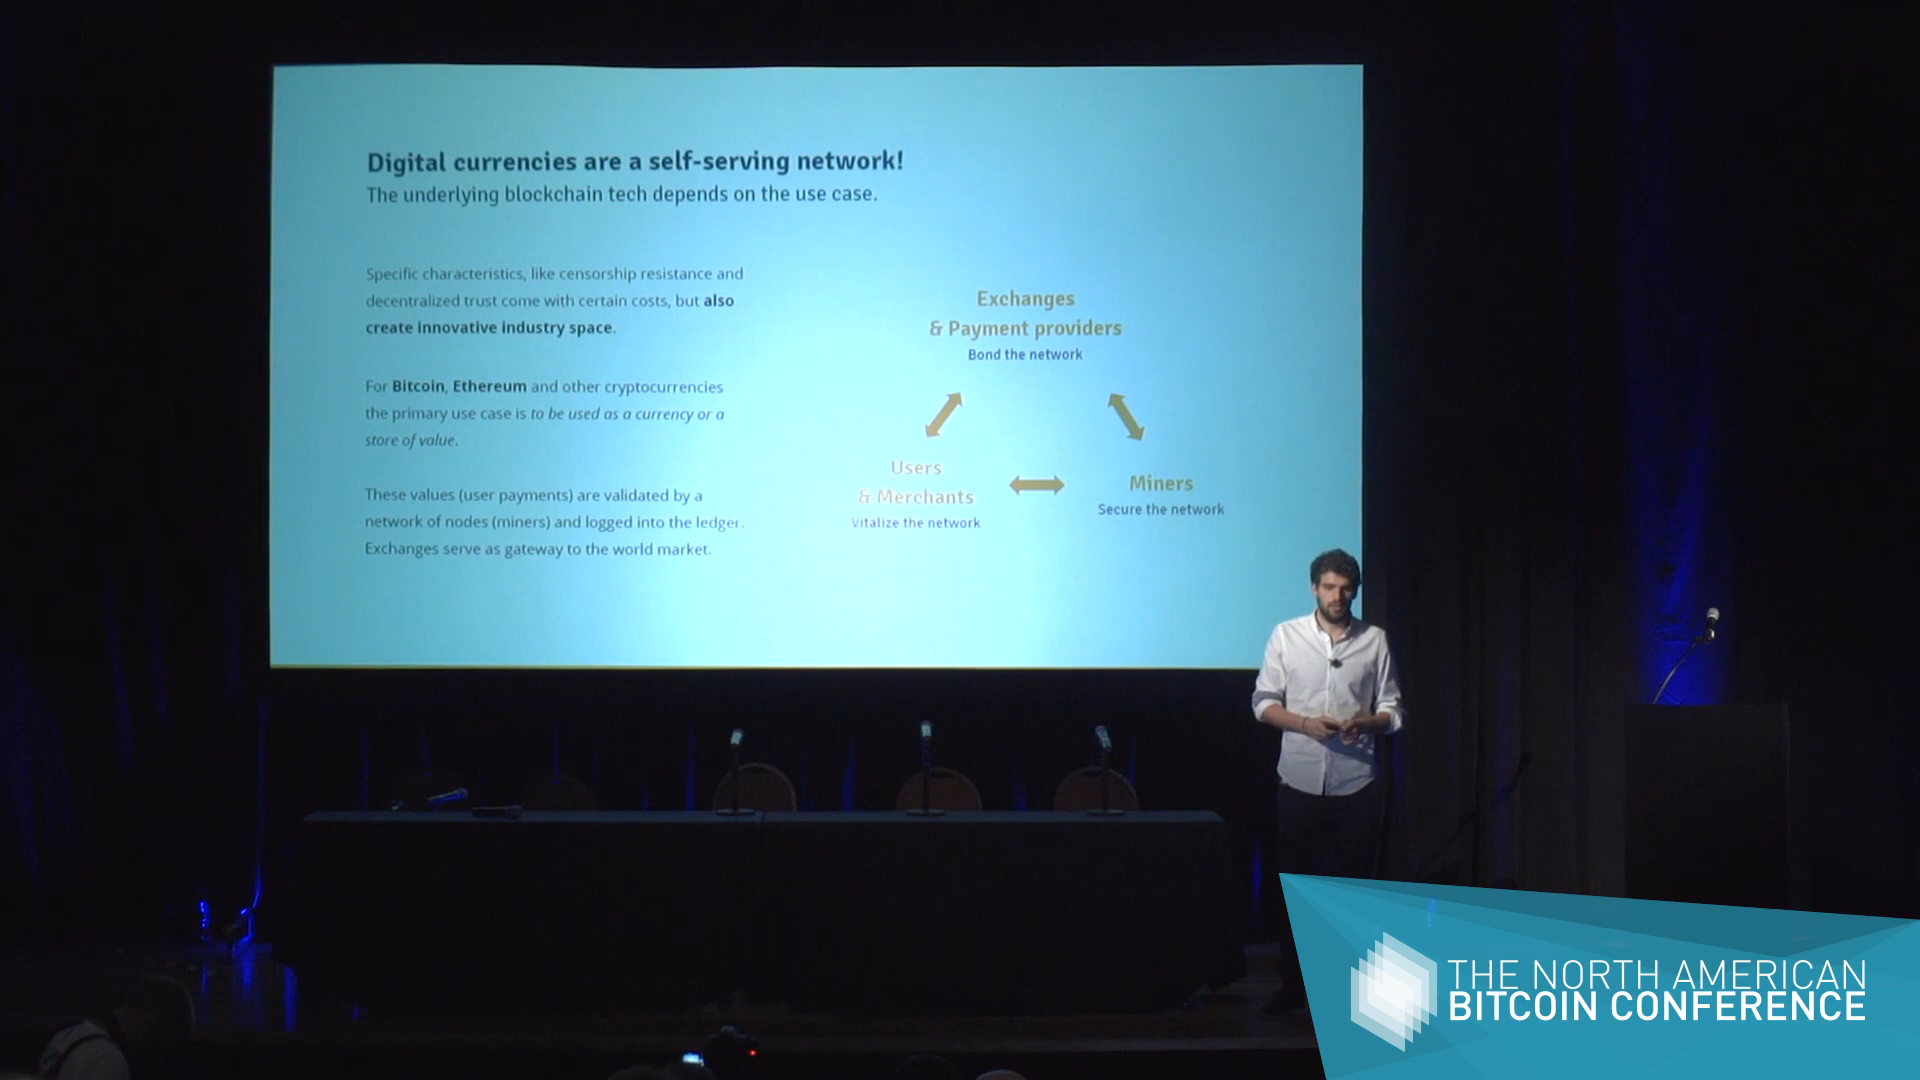 Digital currencies are a self-serving network!
The underlying blockchain tech depends on the use case.
Specific characteristics, like censorship resistance and
decentralized trust come with certain costs, but also
create innovative industry space.
For Bitcoin, Ethereum and other cryptocurrencies
the primary use case is to be used as a currency or a
store of value.
These values (user payments) are validated by a
network of nodes (miners) and logged into the ledger.
Exchanges serve as gateway to the world market.
Exchanges
& Payment providers
Bond the network
Users
& Merchants
Vitalize the network
Miners
Secure the network
THE NORTH AMERICAN
BITCOIN CONFERENCE